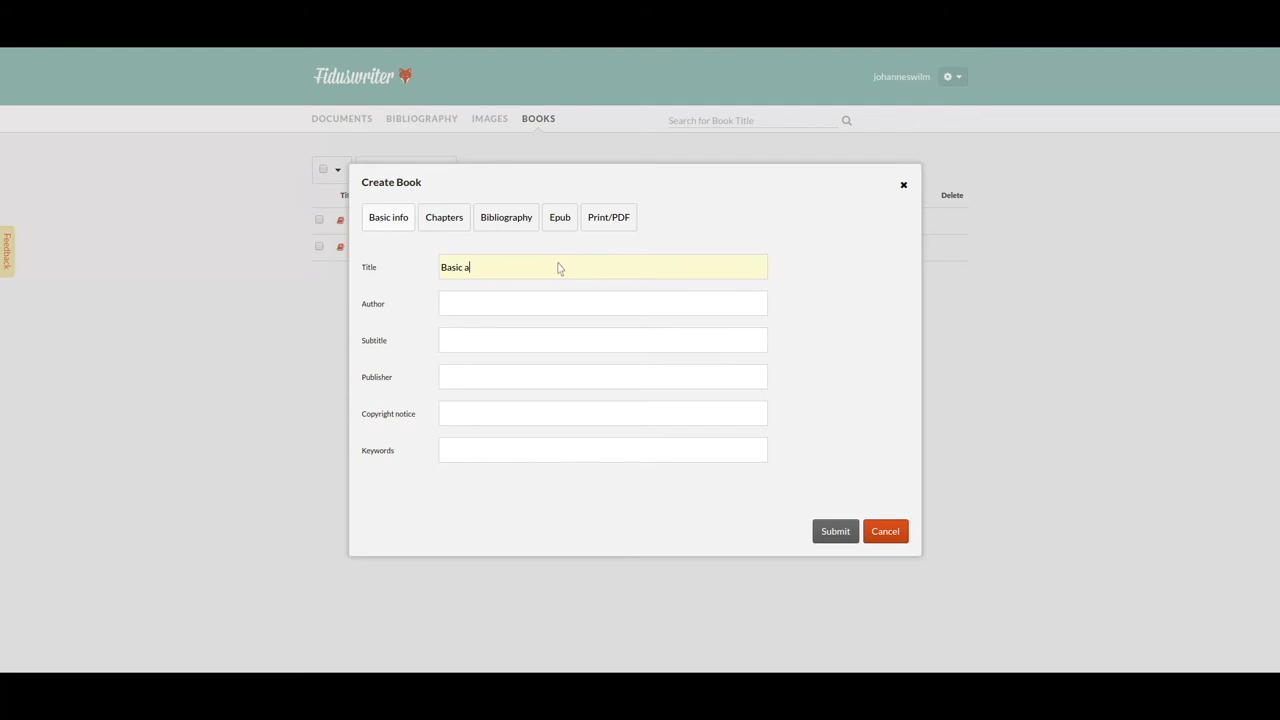 Fiduswriter
johanneswilm
DOCUMENTS BIBLIOGRAPHY IMAGES BOOKS Search for Book Title
Create Book
Basic info Chapters Bibliography Epub Print/PDF
Delete
Title Basic a
Author
Subtitle
Publisher
Copyright notice
Keywords
Submit Cancel
Feedback